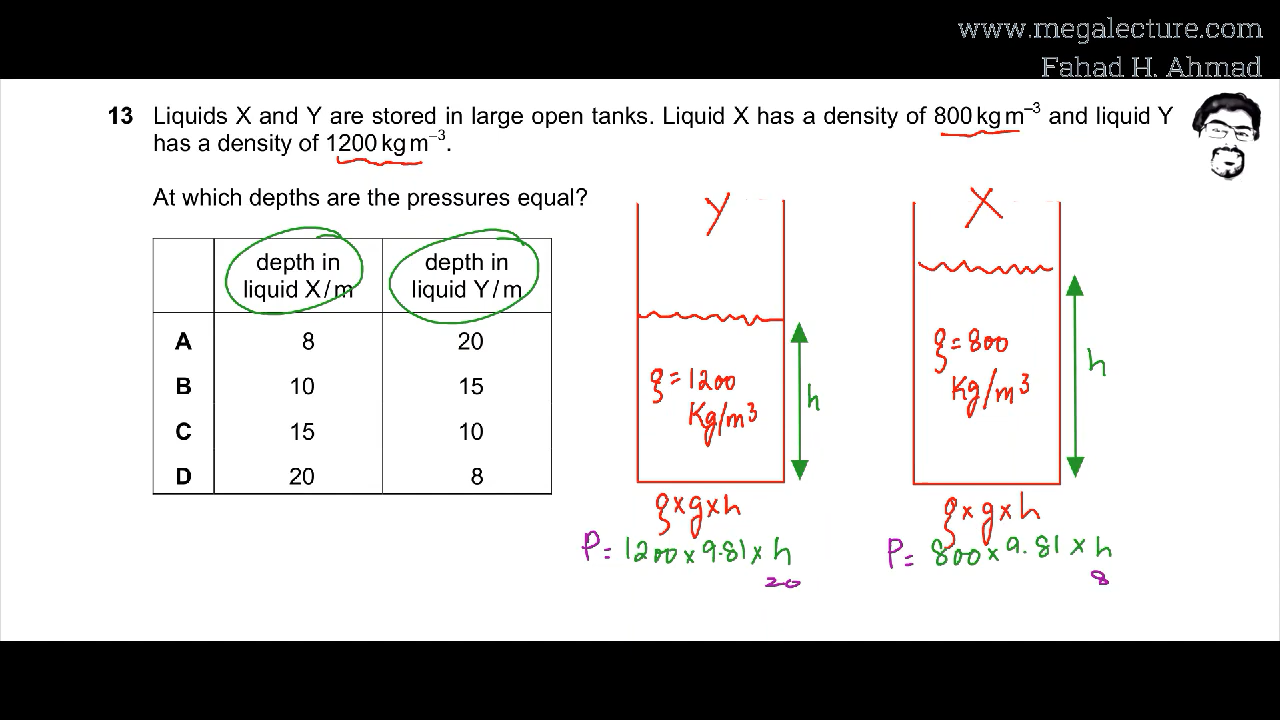 www.megalecture.com
Fahad H. Ahmad
13 Liquids X and Y are stored in large open tanks. Liquid X has a density of 800 kg m⁻³ and liquid Y
has a density of 1200 kg m⁻³.
At which depths are the pressures equal?
depth in liquid X / m
depth in liquid Y / m
A 8 20
B 10 15
C 15 10
D 20 8
Y
ρ = 1200
Kg/m³
h
ρ × g × h
P = 1200 × 9.81 × h
20
X
ρ = 800
Kg/m³
h
ρ × g × h
P = 800 × 9.81 × h
8